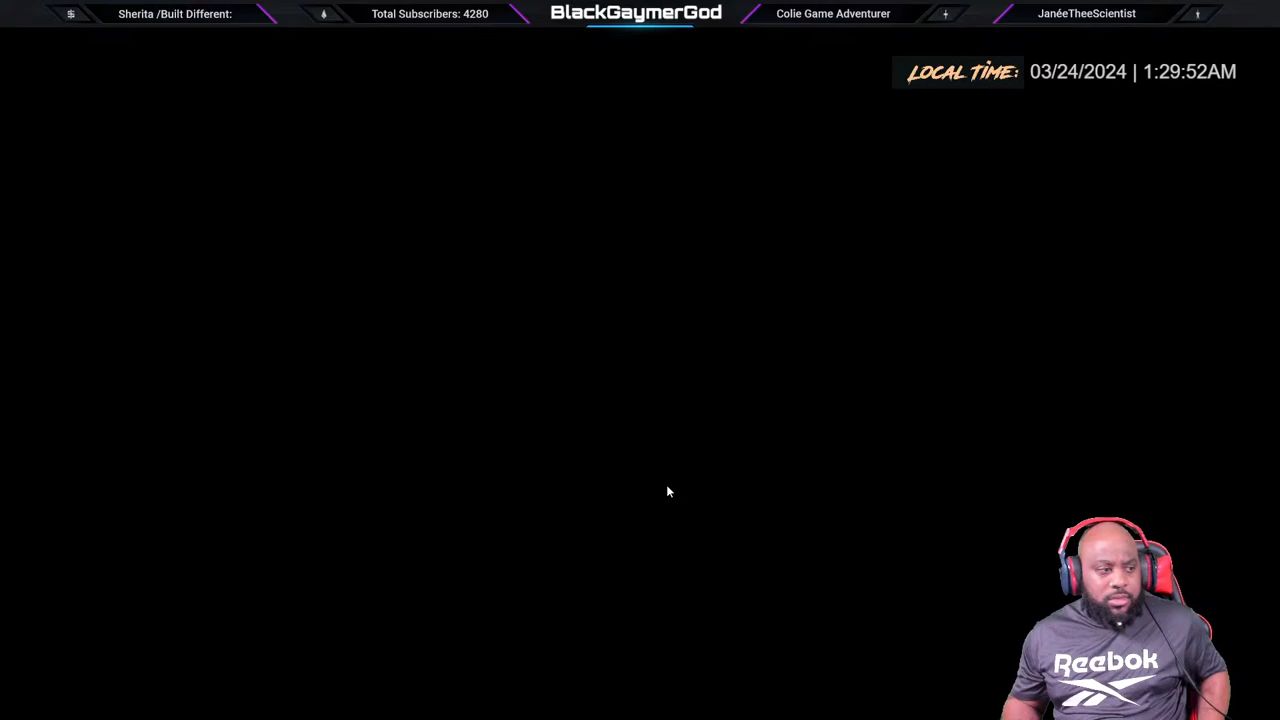 Sherita /Built Different:
Total Subscribers: 4280
BlackGaymerGod
Colie Game Adventurer
JanéeTheeScientist
LOCAL TIME: 03/24/2024 | 1:29:52AM
Reebok